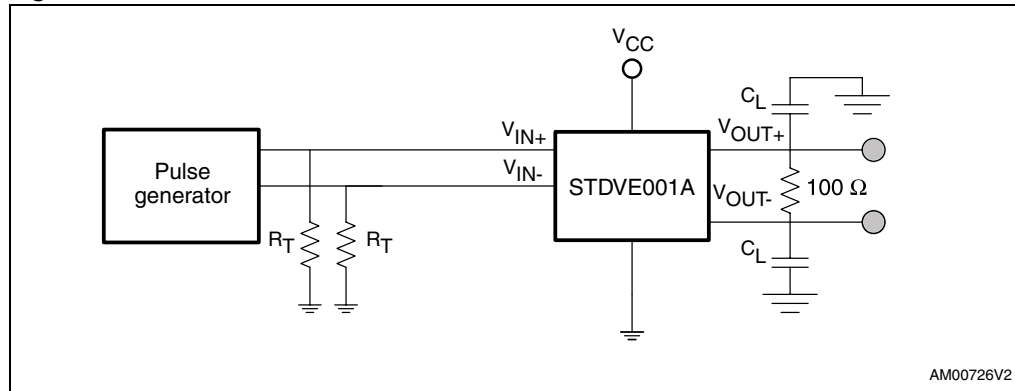 VCC
CL
VIN+
VOUT+
Pulse generator
VIN-
STDVE001A
VOUT-
100 Ω
RT
RT
CL
AM00726V2